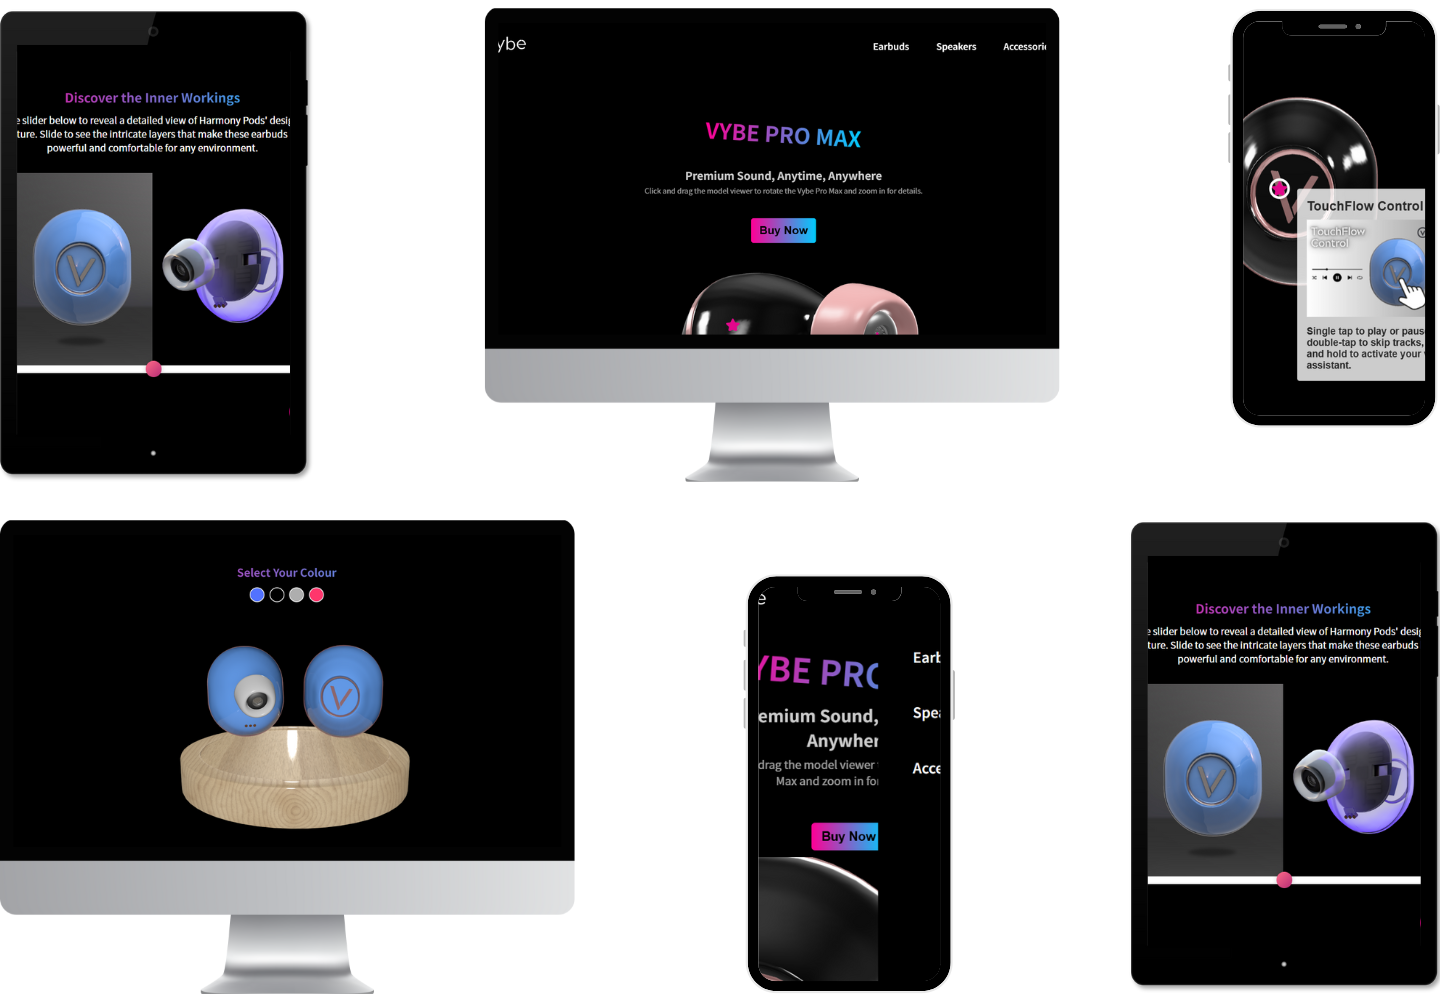 Discover the Inner Workings
e slider below to reveal a detailed view of Harmony Pods' desig
ture. Slide to see the intricate layers that make these earbuds
powerful and comfortable for any environment.
V
ybe
Earbuds Speakers Accessorie
VYBE PRO MAX
Premium Sound, Anytime, Anywhere
Click and drag the model viewer to rotate the Vybe Pro Max and zoom in for details.
Buy Now
V
TouchFlow Control
TouchFlow
Control
Single tap to play or paus
double-tap to skip tracks,
and hold to activate your
assistant.
Select Your Colour
V
e
YBE PRO
emium Sound,
Anywher
drag the model viewer
Max and zoom in fo
Buy Now
Earb
Spea
Acce
Discover the Inner Workings
e slider below to reveal a detailed view of Harmony Pods' desig
ture. Slide to see the intricate layers that make these earbuds
powerful and comfortable for any environment.
V